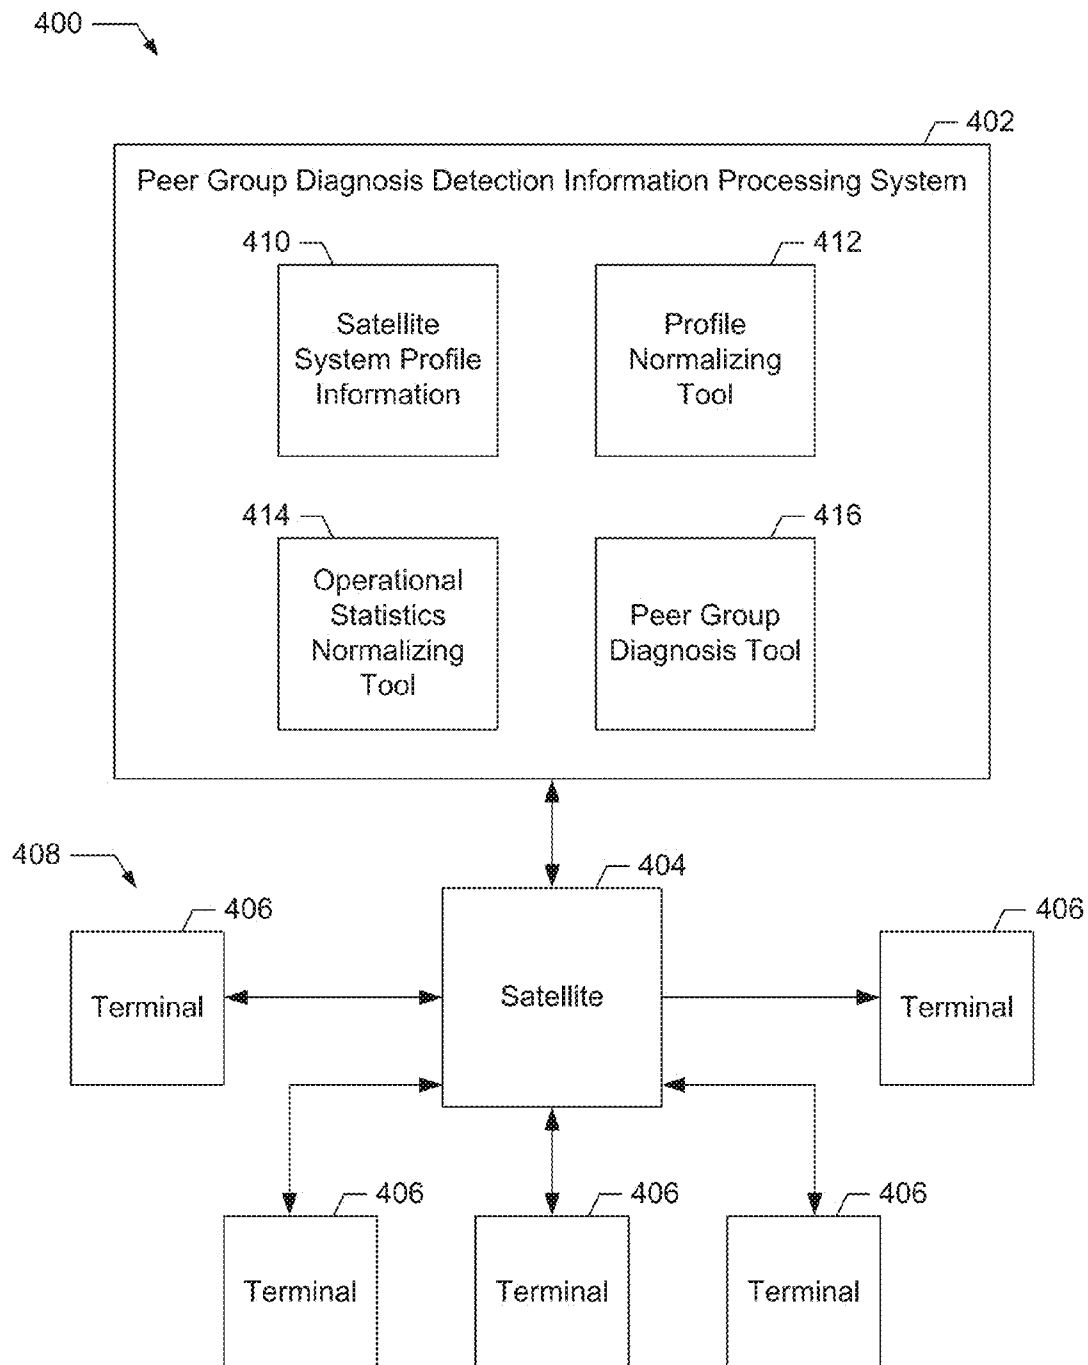 400
402
Peer Group Diagnosis Detection Information Processing System
410
412
Satellite
System Profile
Information
Profile
Normalizing
Tool
414
416
Operational
Statistics
Normalizing
Tool
Peer Group
Diagnosis Tool
408
404
406
406
Terminal
Satellite
Terminal
406
406
406
Terminal
Terminal
Terminal